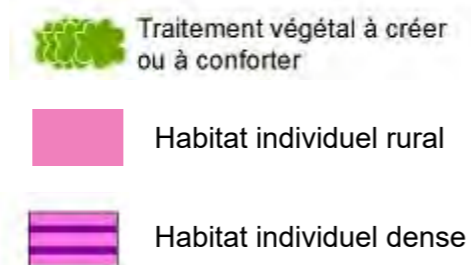 Traitement végétal à créer
ou à conforter
Habitat individuel rural
Habitat individuel dense